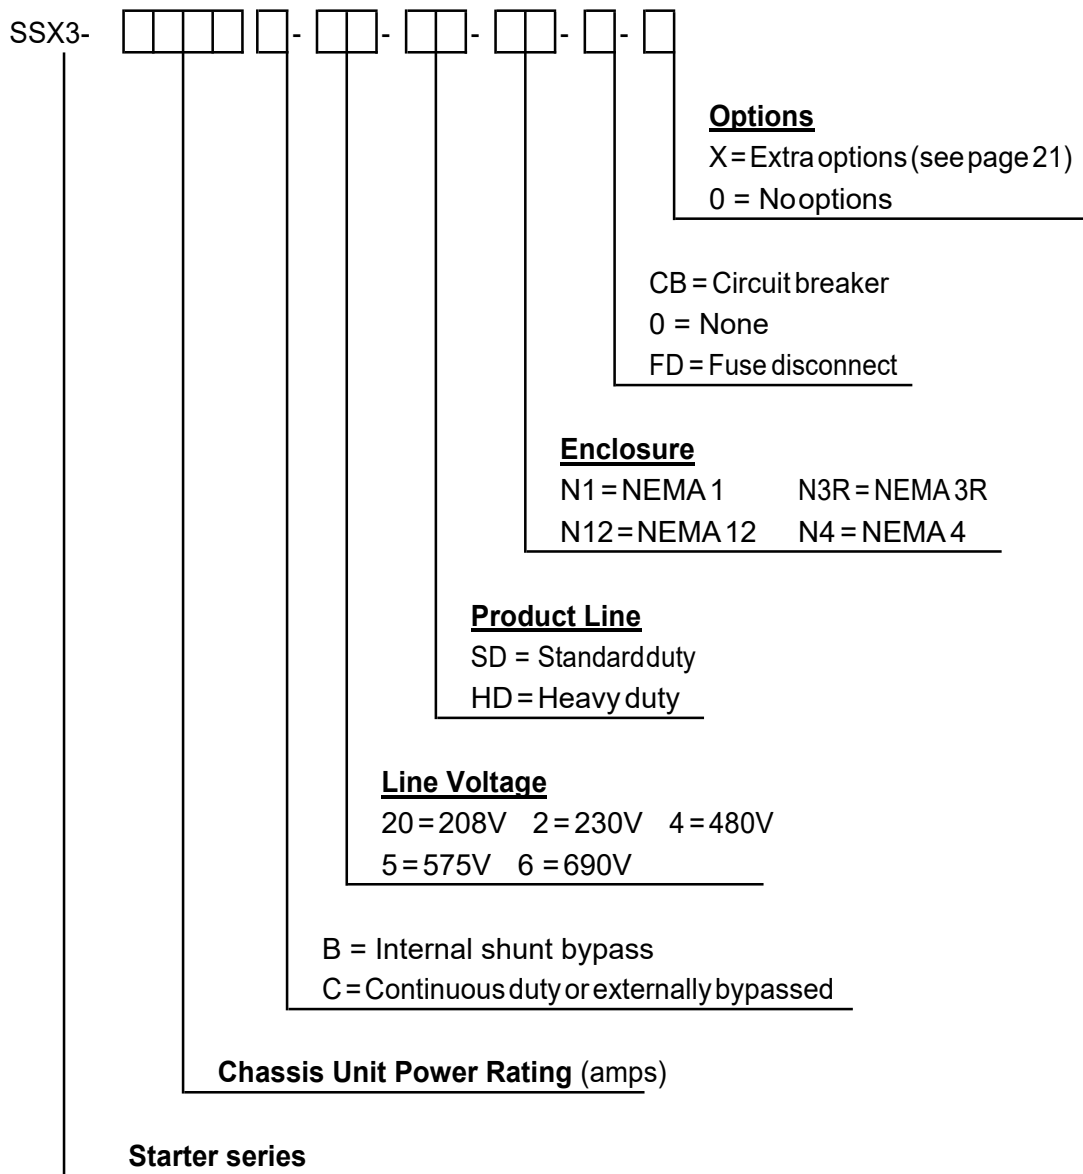 SSX3- - - - - -
Options
X=Extra options (see page 21)
0 = No options
CB = Circuit breaker
0 = None
FD = Fuse disconnect
Enclosure
N1 = NEMA 1 N3R = NEMA 3R
N12 = NEMA 12 N4 = NEMA 4
Product Line
SD = Standard duty
HD = Heavy duty
Line Voltage
20 = 208V 2 = 230V 4 = 480V
5 = 575V 6 = 690V
B = Internal shunt bypass
C = Continuous duty or externally bypassed
Chassis Unit Power Rating (amps)
Starter series